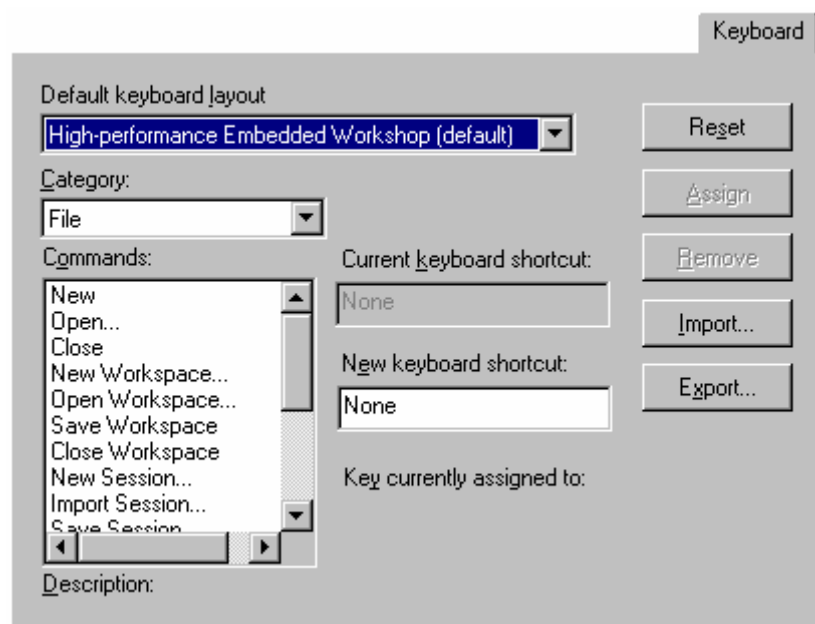 Keyboard
Default keyboard layout
High-performance Embedded Workshop (default)
Reset
Category:
File
Assign
Commands:
Current keyboard shortcut:
Remove
New
Open...
Close
New Workspace...
Open Workspace...
Save Workspace
Close Workspace
New Session...
Import Session...
Save Session
None
Import...
New keyboard shortcut:
None
Export...
Key currently assigned to:
Description: